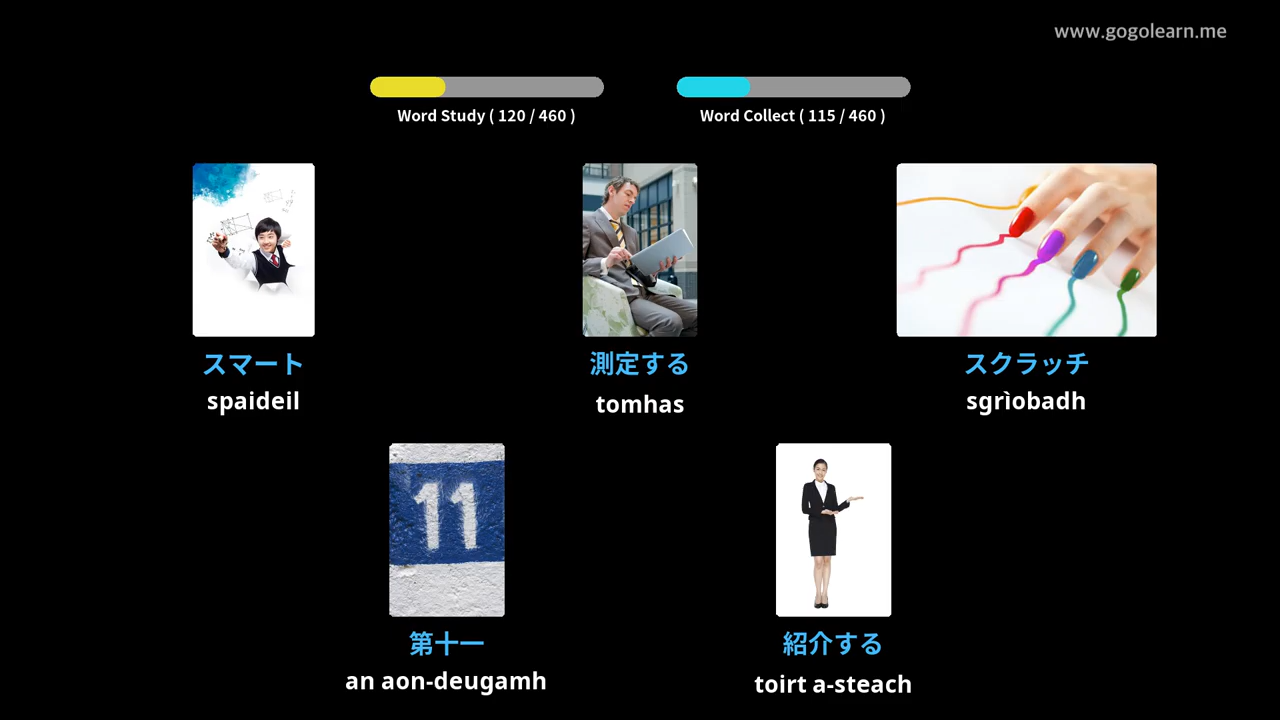 www.gogolearn.me
Word Study ( 120 / 460 )
Word Collect ( 115 / 460 )
スマート
spaideil
測定する
tomhas
スクラッチ
sgrìobadh
11
第十一
an aon-deugamh
紹介する
toirt a-steach